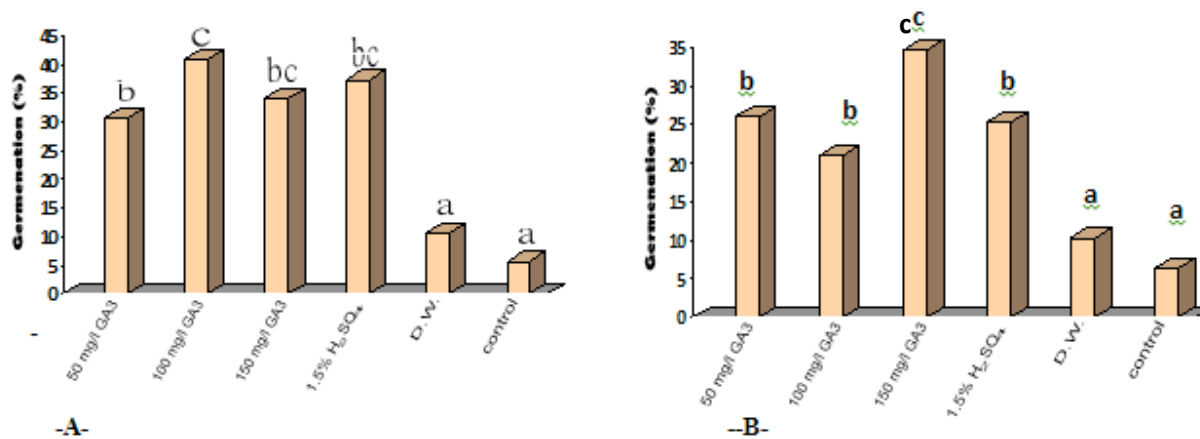 Germenation (%)
45
40
35
30
25
20
15
10
5
0
b
c
bc
bc
a
a
50 mg/l GA3
100 mg/l GA3
150 mg/l GA3
1.5% H₂SO₄
D.W.
control
-
-A-
Germenation (%)
35
30
25
20
15
10
5
0
b
b
cc
b
a
a
50 mg/l GA3
100 mg/l GA3
150 mg/l GA3
1.5% H₂SO₄
D.W.
control
--B-